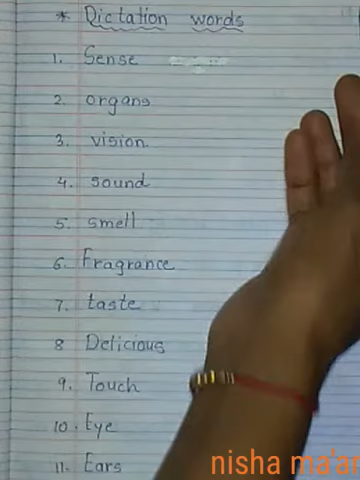 * Dictation words
1. Sense
2. organs
3. vision
4. sound
5. smell
6. Fragrance
7. taste
8 Delicious
9. Touch
10. Eye
11. Ears
nisha ma'am